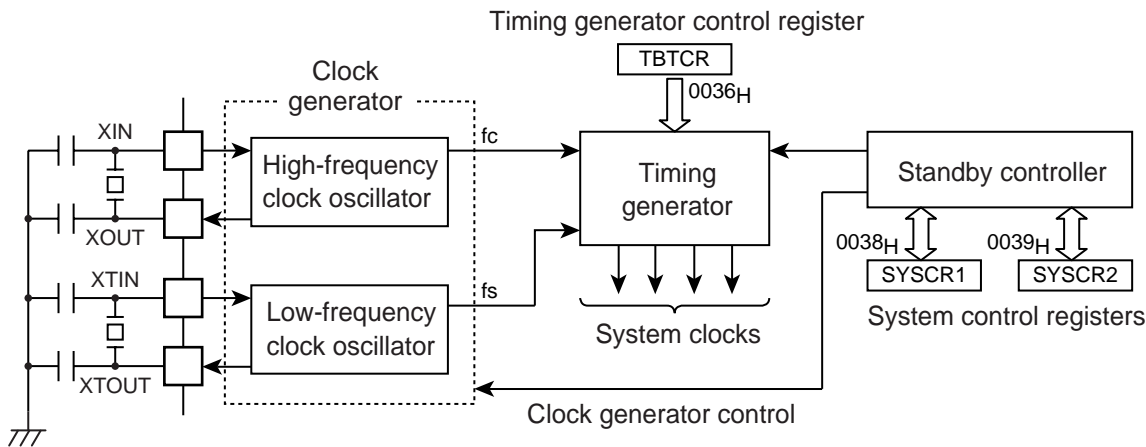 Timing generator control register
TBTCR
0036H
Clock
generator
XIN
High-frequency
clock oscillator
fc
Timing
generator
Standby controller
XOUT
0038H
0039H
XTIN
SYSCR1
SYSCR2
Low-frequency
clock oscillator
fs
System clocks
System control registers
XTOUT
Clock generator control